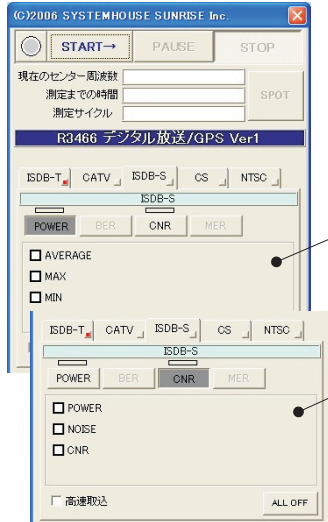 (C)2006 SYSTEMHOUSE SUNRISE Inc.
START→ PAUSE STOP
現在のセンター周波数
測定までの時間
測定サイクル
SPOT
R3466 デジタル放送/GPS Ver1
ISDB-T CATV ISDB-S CS NTSC
ISDB-S
POWER BER CNR MER
AVERAGE
MAX
MIN
ISDB-T CATV ISDB-S CS NTSC
ISDB-S
POWER BER CNR MER
POWER
NOISE
CNR
高速取込 ALL OFF